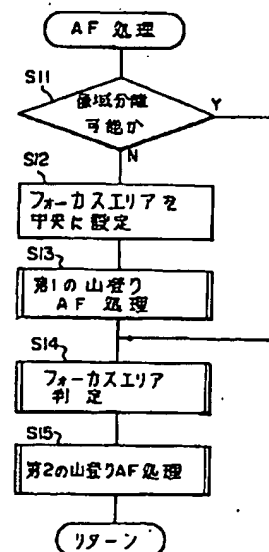 AF 処理
S11
領域分離
可能か
Y
N
S12
フォーカスエリアを
中央に設定
S13
第1の山登り
AF 処理
S14
フォーカスエリア
判定
S15
第2の山登りAF処理
リターン